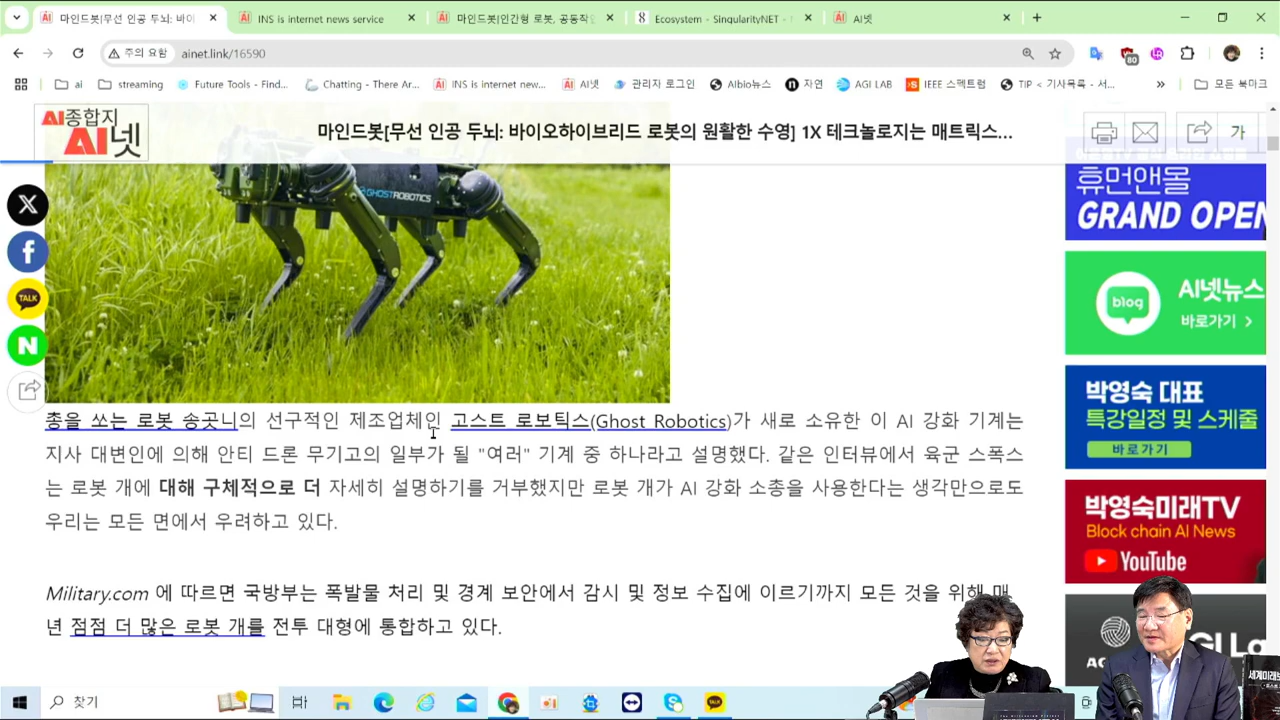 마인드봇[무선 인공 두뇌: 바이
INS is internet news service
마인드봇[인간형 로봇, 공동작
Ecosystem - SingularityNET -
AI넷
주의 요함
ainet.link/16590
80
ai
streaming
Future Tools - Find...
Chatting - There Ar...
INS is internet new...
AI넷
관리자 로그인
AIbio뉴스
자연
AGI LAB
IEEE 스펙트럼
TIP < 기사목록 - 서...
모든 북마크
AI종합지
AI넷
마인드봇[무선 인공 두뇌: 바이오하이브리드 로봇의 원활한 수영] 1X 테크놀로지는 매트릭스...
가
GHOSTROBOTICS
휴먼앤몰
GRAND OPEN
TALK
blog
AI넷뉴스
바로가기 >
N
박영숙 대표
특강일정 및 스케줄
바로가기
총을 쏘는 로봇 송곳니의 선구적인 제조업체인 고스트 로보틱스(Ghost Robotics)가 새로 소유한 이 AI 강화 기계는
지사 대변인에 의해 안티 드론 무기고의 일부가 될 "여러" 기계 중 하나라고 설명했다. 같은 인터뷰에서 육군 스폭스
는 로봇 개에 대해 구체적으로 더 자세히 설명하기를 거부했지만 로봇 개가 AI 강화 소총을 사용한다는 생각만으로도
우리는 모든 면에서 우려하고 있다.
박영숙미래TV
Block chain AI News
YouTube
Military.com 에 따르면 국방부는 폭발물 처리 및 경계 보안에서 감시 및 정보 수집에 이르기까지 모든 것을 위해 매
년 점점 더 많은 로봇 개를 전투 대형에 통합하고 있다.
찾기
TALK